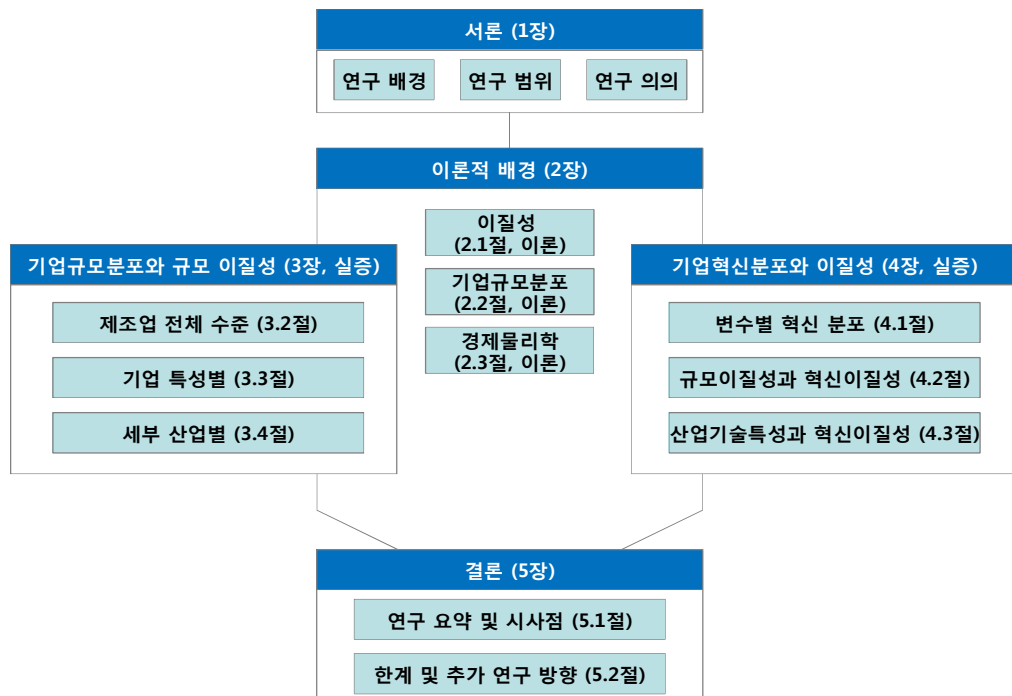 서론 (1장)
연구 배경
연구 범위
연구 의의
이론적 배경 (2장)
이질성
(2.1절, 이론)
기업규모분포
(2.2절, 이론)
경제물리학
(2.3절, 이론)
기업규모분포와 규모 이질성 (3장, 실증)
제조업 전체 수준 (3.2절)
기업 특성별 (3.3절)
세부 산업별 (3.4절)
기업혁신분포와 이질성 (4장, 실증)
변수별 혁신 분포 (4.1절)
규모이질성과 혁신이질성 (4.2절)
산업기술특성과 혁신이질성 (4.3절)
결론 (5장)
연구 요약 및 시사점 (5.1절)
한계 및 추가 연구 방향 (5.2절)